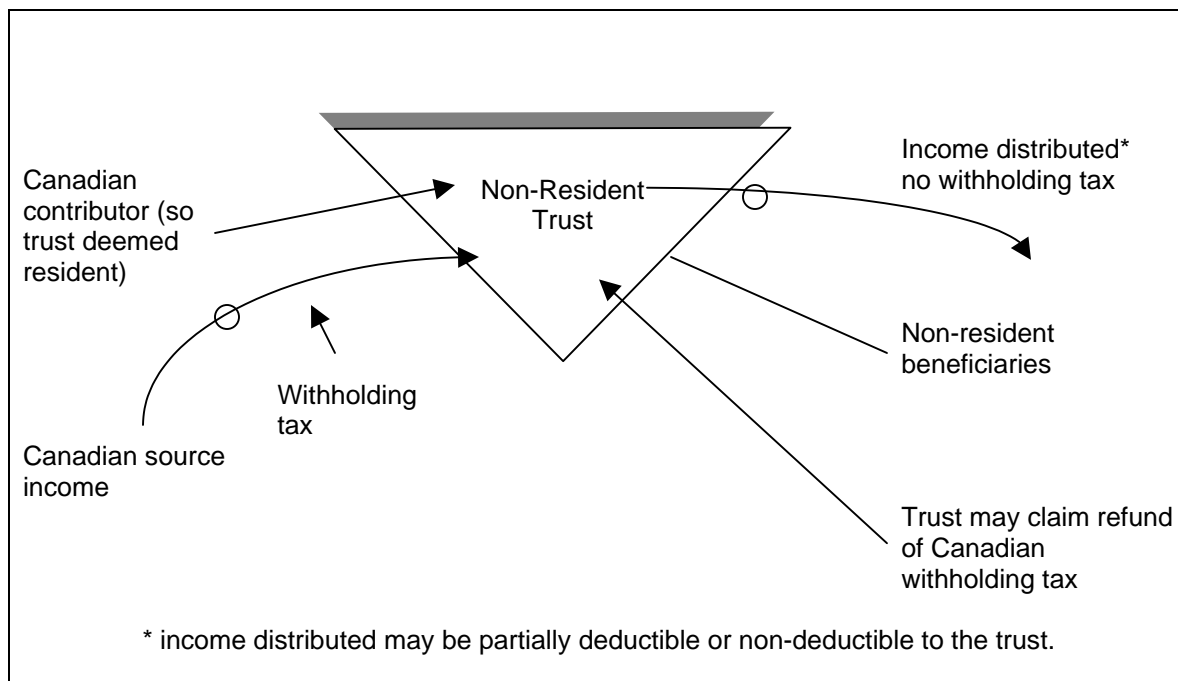 Canadian
contributor (so
trust deemed
resident)
Non-Resident
Trust
Income distributed*
no withholding tax
Withholding
tax
Non-resident
beneficiaries
Canadian source
income
Trust may claim refund
of Canadian
withholding tax
* income distributed may be partially deductible or non-deductible to the trust.